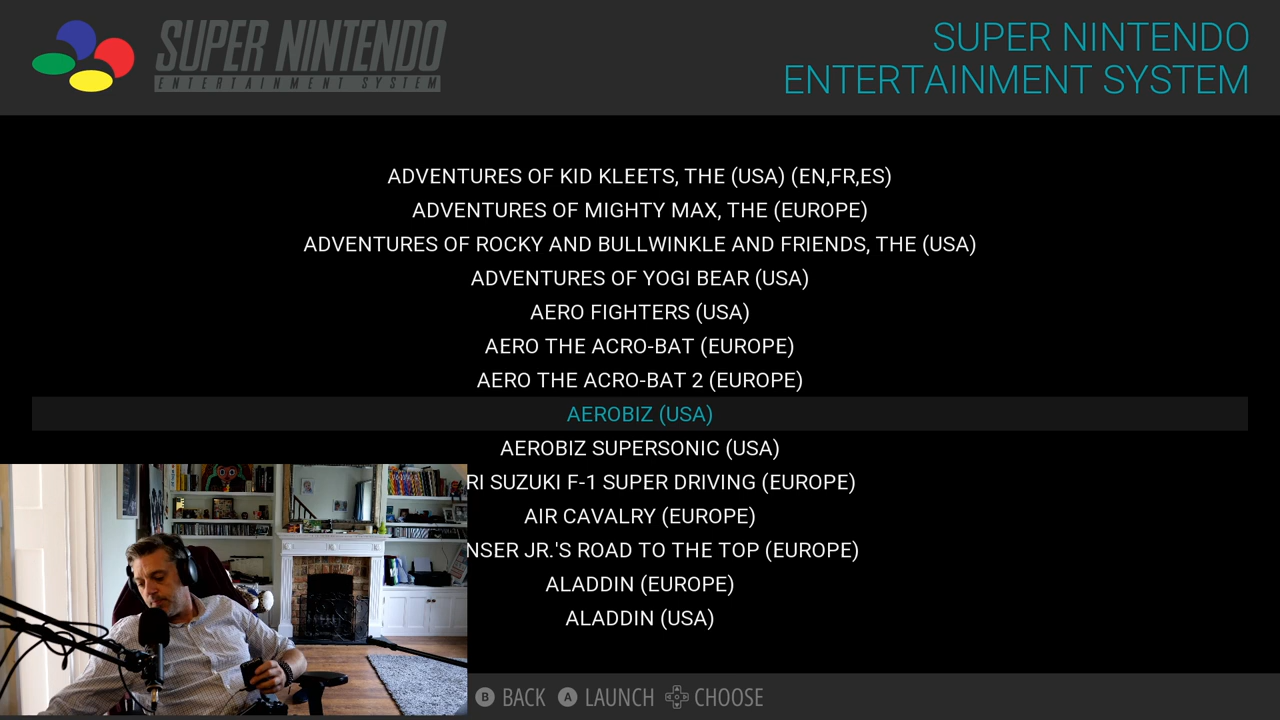 SUPER NINTENDO
ENTERTAINMENT SYSTEM
SUPER NINTENDO
ENTERTAINMENT SYSTEM
ADVENTURES OF KID KLEETS, THE (USA) (EN,FR,ES)
ADVENTURES OF MIGHTY MAX, THE (EUROPE)
ADVENTURES OF ROCKY AND BULLWINKLE AND FRIENDS, THE (USA)
ADVENTURES OF YOGI BEAR (USA)
AERO FIGHTERS (USA)
AERO THE ACRO-BAT (EUROPE)
AERO THE ACRO-BAT 2 (EUROPE)
AEROBIZ (USA)
AEROBIZ SUPERSONIC (USA)
RI SUZUKI F-1 SUPER DRIVING (EUROPE)
AIR CAVALRY (EUROPE)
NSER JR.'S ROAD TO THE TOP (EUROPE)
ALADDIN (EUROPE)
ALADDIN (USA)
B BACK A LAUNCH CHOOSE